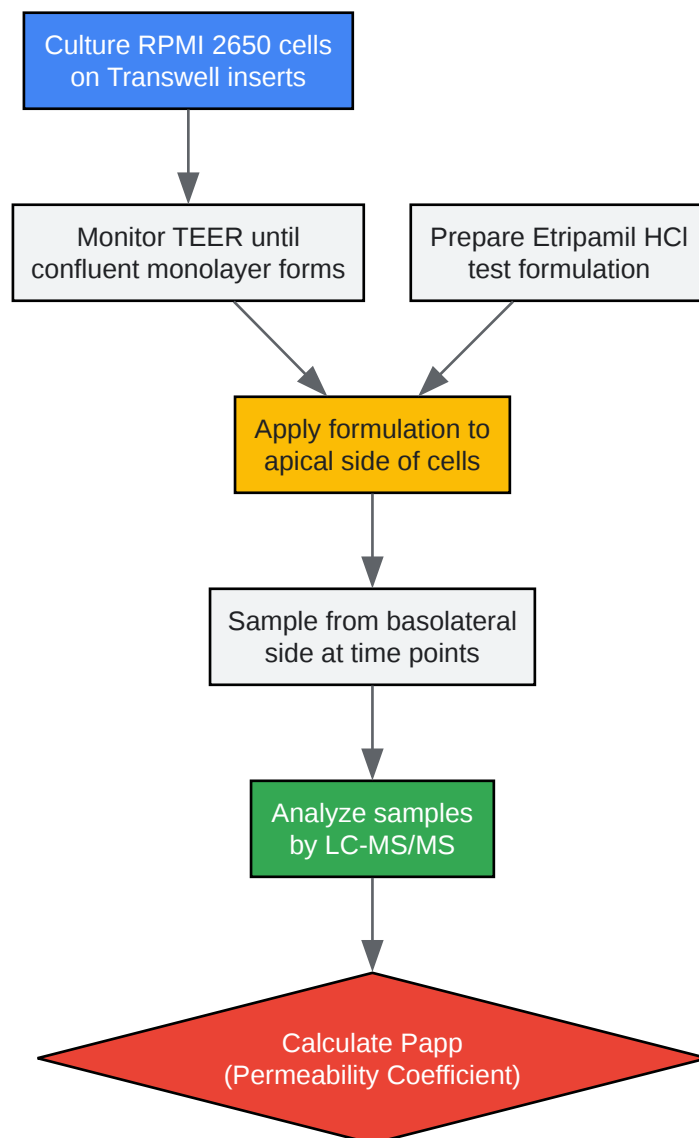 Culture RPMI 2650 cells
on Transwell inserts
Monitor TEER until
confluent monolayer forms
Prepare Etripamil HCl
test formulation
Apply formulation to
apical side of cells
Sample from basolateral
side at time points
Analyze samples
by LC-MS/MS
Calculate Papp
(Permeability Coefficient)